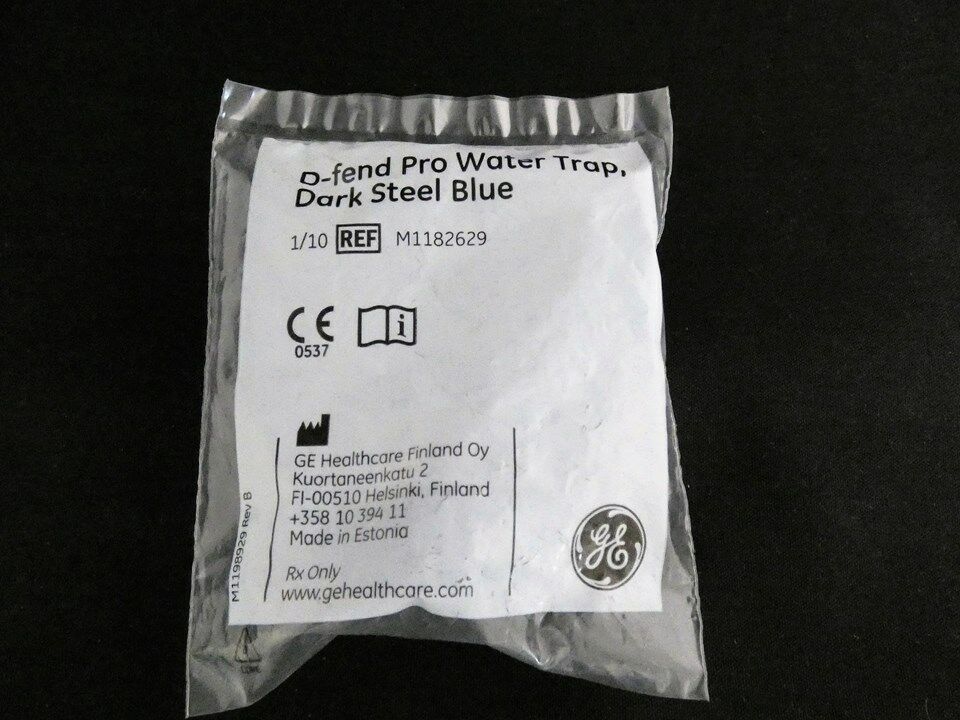 D-fend Pro Water Trap,
Dark Steel Blue
1/10 REF M1182629
CE
0537
i
GE Healthcare Finland Oy
Kuortaneenkatu 2
FI-00510 Helsinki, Finland
+358 10 394 11
Made in Estonia
Rx Only
www.gehealthcare.com
M1198929 Rev B
GE